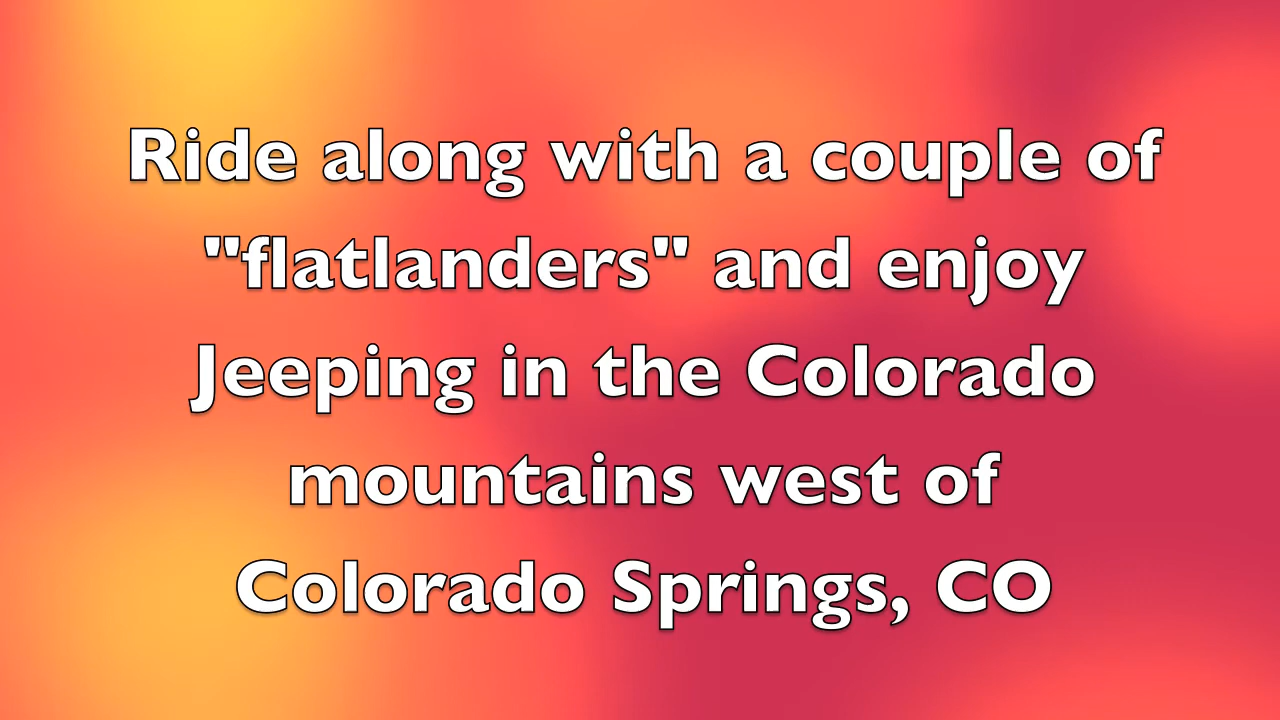 Ride along with a couple of
"flatlanders" and enjoy
Jeeping in the Colorado
mountains west of
Colorado Springs, CO